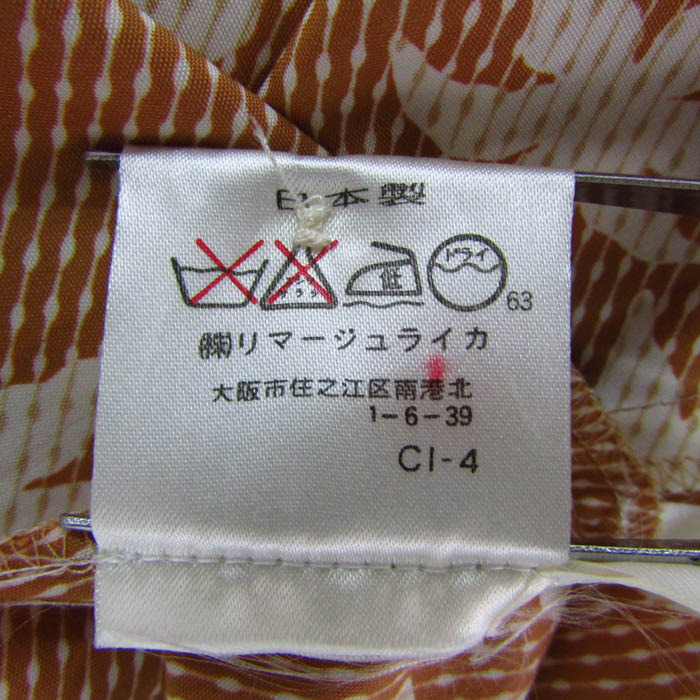 日本製
低 ドライ
63
㈱リマージュライカ
大阪市住之江区南港北
1-6-39
CI-4